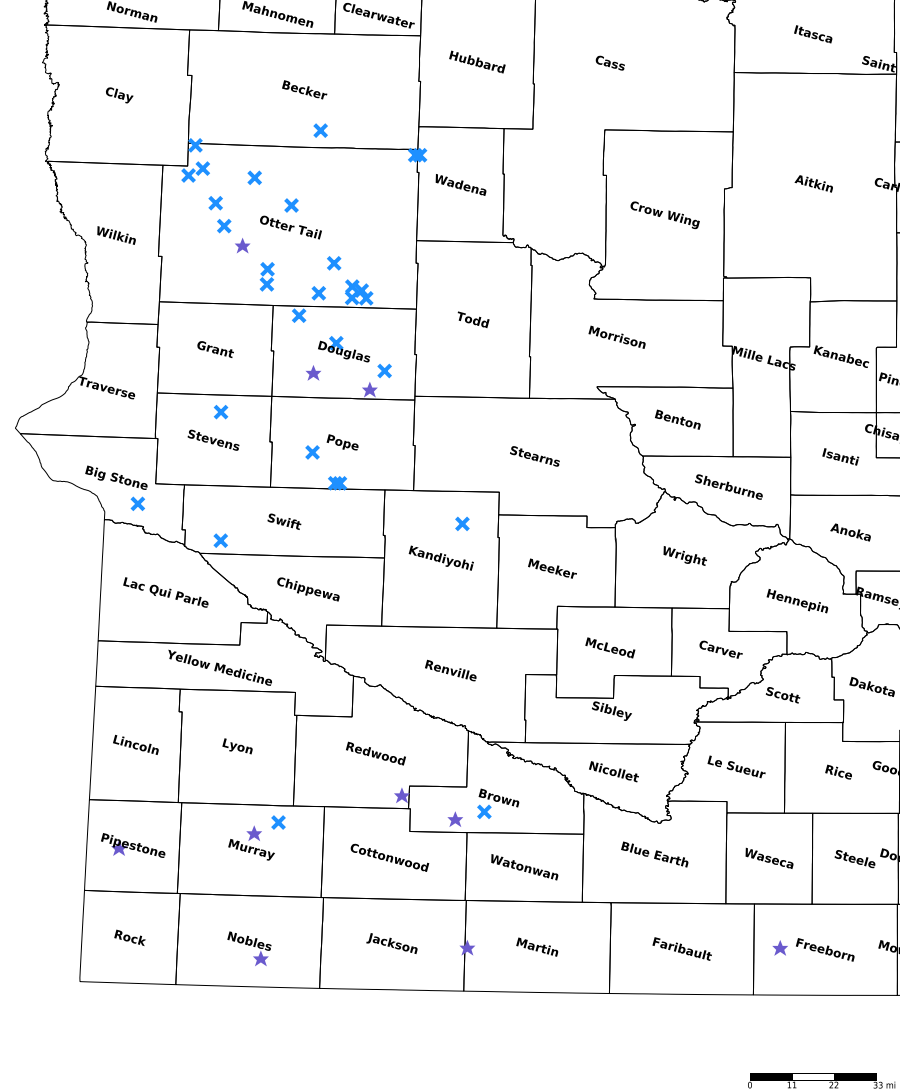 Norman
Mahnomen
Clearwater
Itasca
Hubbard
Cass
Saint
Becker
Clay
Wadena
Aitkin
Carl
Crow Wing
Otter Tail
Wilkin
Todd
Morrison
Grant
Douglas
Mille Lacs
Kanabec
Pin
Traverse
Benton
Stevens
Pope
Chisa
Stearns
Isanti
Big Stone
Sherburne
Swift
Anoka
Kandiyohi
Wright
Meeker
Chippewa
Lac Qui Parle
Hennepin
Ramsey
McLeod
Carver
Yellow Medicine
Renville
Dakota
Scott
Sibley
Lincoln
Lyon
Redwood
Le Sueur
Rice
Good
Nicollet
Brown
Pipestone
Murray
Cottonwood
Watonwan
Blue Earth
Waseca
Steele
Do
Rock
Nobles
Jackson
Martin
Faribault
Freeborn
Mo
0 11 22 33 mi